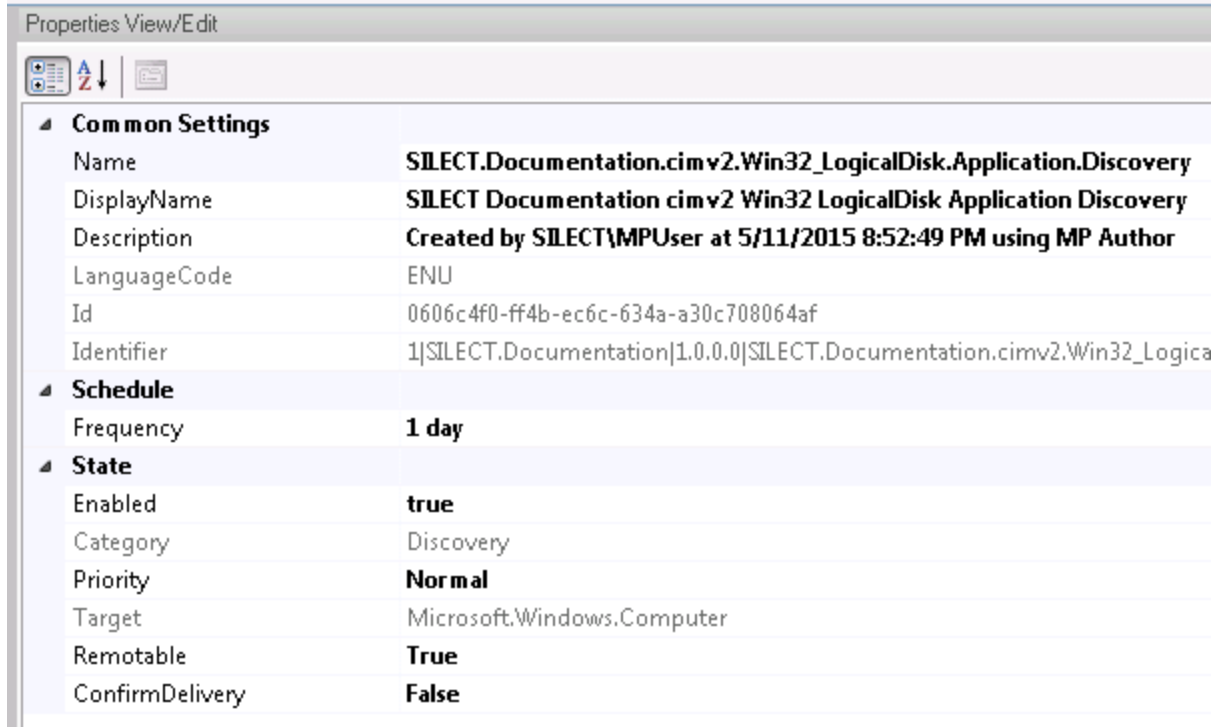 Properties View/Edit
Common Settings
Name SILECT.Documentation.cimv2.Win32_LogicalDisk.Application.Discovery
DisplayName SILECT Documentation cimv2 Win32 LogicalDisk Application Discovery
Description Created by SILECT\MPUser at 5/11/2015 8:52:49 PM using MP Author
LanguageCode ENU
Id 0606c4f0-ff4b-ec6c-634a-a30c708064af
Identifier 1|SILECT.Documentation|1.0.0.0|SILECT.Documentation.cimv2.Win32_Logica
Schedule
Frequency 1 day
State
Enabled true
Category Discovery
Priority Normal
Target Microsoft.Windows.Computer
Remotable True
ConfirmDelivery False